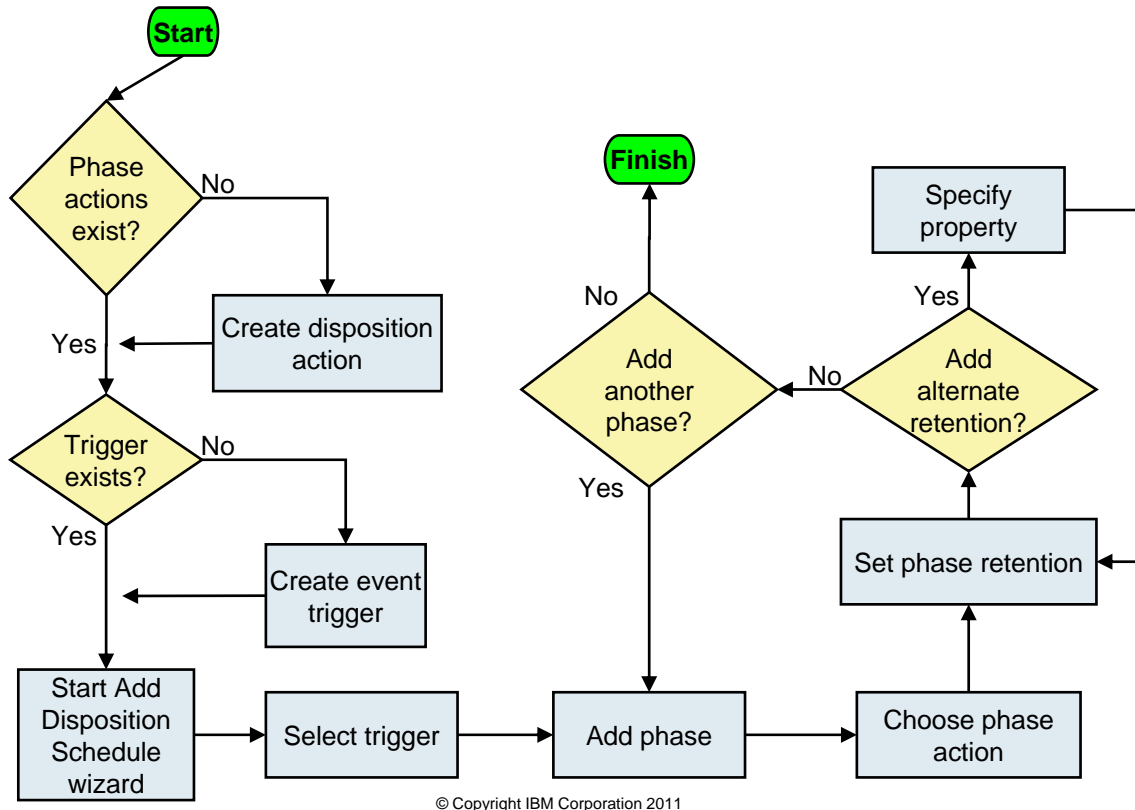 Start
Phase
actions
exist?
No
Create disposition
action
Yes
Trigger
exists?
No
Yes
Create event
trigger
Start Add
Disposition
Schedule
wizard
Select trigger
Add phase
Choose phase
action
Set phase retention
Add
alternate
retention?
Yes
Specify
property
No
Add
another
phase?
Yes
No
Finish
© Copyright IBM Corporation 2011